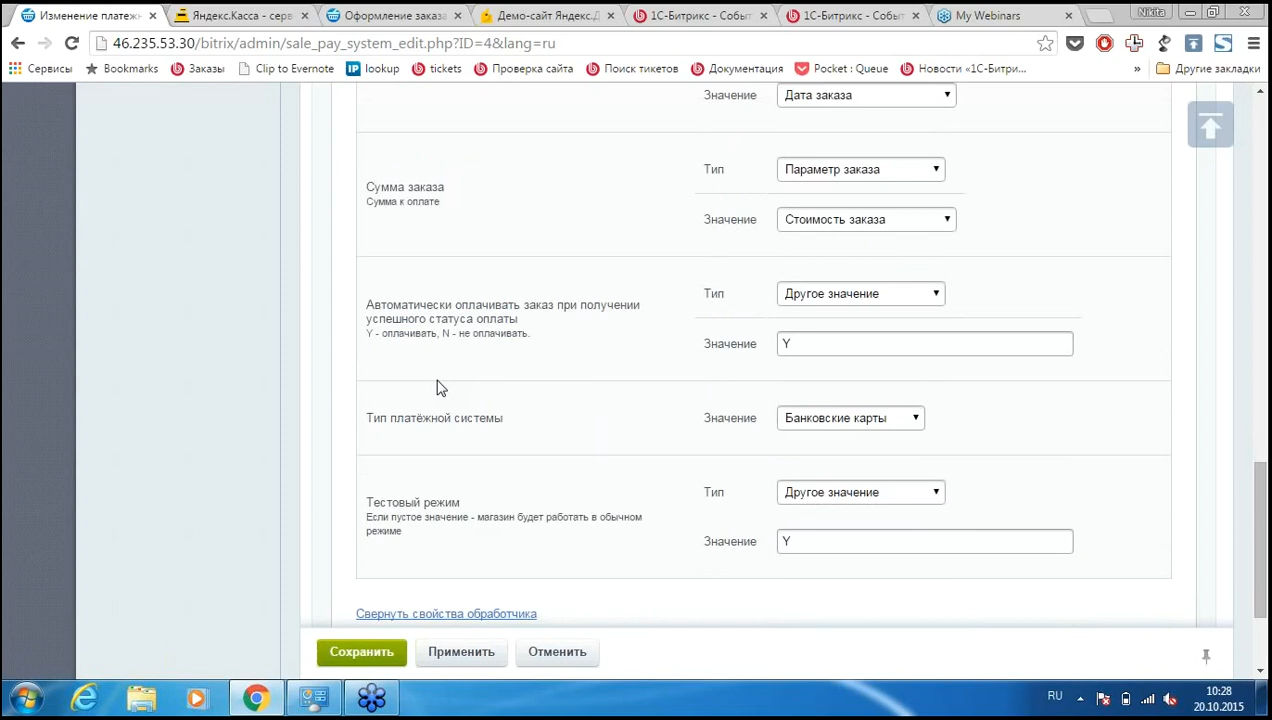 Изменение платежн
Яндекс.Касса - серв
Оформление заказа
Демо-сайт Яндекс.Д
1С-Битрикс - Событ
1С-Битрикс - Событ
My Webinars
Nikita
46.235.53.30/bitrix/admin/sale_pay_system_edit.php?ID=4&lang=ru
Сервисы
Bookmarks
Заказы
Clip to Evernote
IP lookup
tickets
Проверка сайта
Поиск тикетов
Документация
Pocket : Queue
Новости «1С-Битри...
»
Другие закладки
Значение Дата заказа
Тип Параметр заказа
Сумма заказа
Сумма к оплате
Значение Стоимость заказа
Тип Другое значение
Автоматически оплачивать заказ при получении
успешного статуса оплаты
Y - оплачивать, N - не оплачивать.
Значение Y
Тип платёжной системы Значение Банковские карты
Тип Другое значение
Тестовый режим
Если пустое значение - магазин будет работать в обычном
режиме
Значение Y
Свернуть свойства обработчика
Сохранить Применить Отменить
RU
10:28
20.10.2015